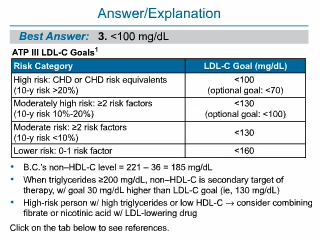 Answer/Explanation
Best Answer: 3. <100 mg/dL
ATP III LDL-C Goals¹
Risk Category LDL-C Goal (mg/dL)
High risk: CHD or CHD risk equivalents <100
(10-y risk >20%) (optional goal: <70)
Moderately high risk: ≥2 risk factors <130
(10-y risk 10%-20%) (optional goal: <100)
Moderate risk: ≥2 risk factors <130
(10-y risk <10%)
Lower risk: 0-1 risk factor <160
• B.C.'s non–HDL-C level = 221 – 36 = 185 mg/dL
• When triglycerides ≥200 mg/dL, non–HDL-C is secondary target of
therapy, w/ goal 30 mg/dL higher than LDL-C goal (ie, 130 mg/dL)
• High-risk person w/ high triglycerides or low HDL-C → consider combining
fibrate or nicotinic acid w/ LDL-lowering drug
Click on the tab below to see references.